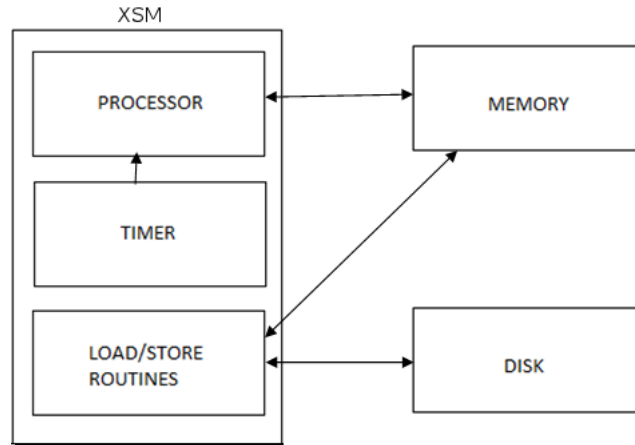 XSM
PROCESSOR
MEMORY
TIMER
LOAD/STORE
ROUTINES
DISK